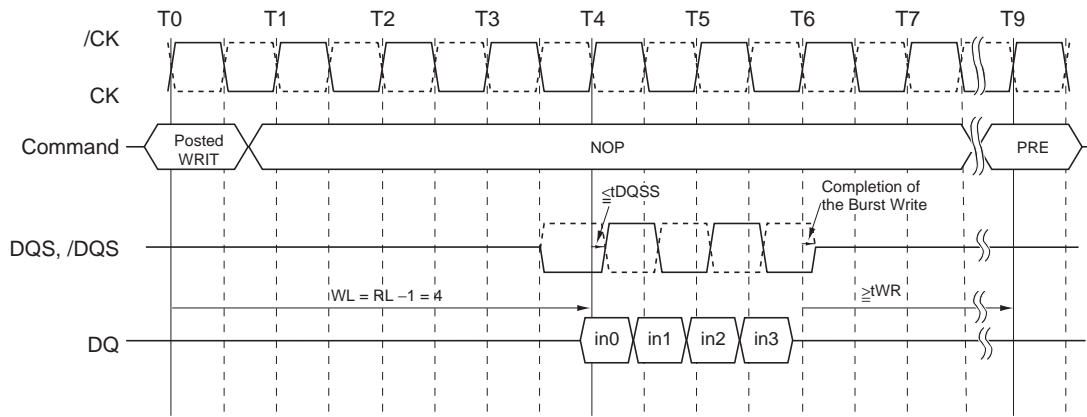 T0 T1 T2 T3 T4 T5 T6 T7 T9
/CK
CK
Command
Posted
WRIT
NOP
PRE
≦tDQSS
Completion of
the Burst Write
DQS, /DQS
WL = RL −1 = 4
≧tWR
DQ
in0 in1 in2 in3